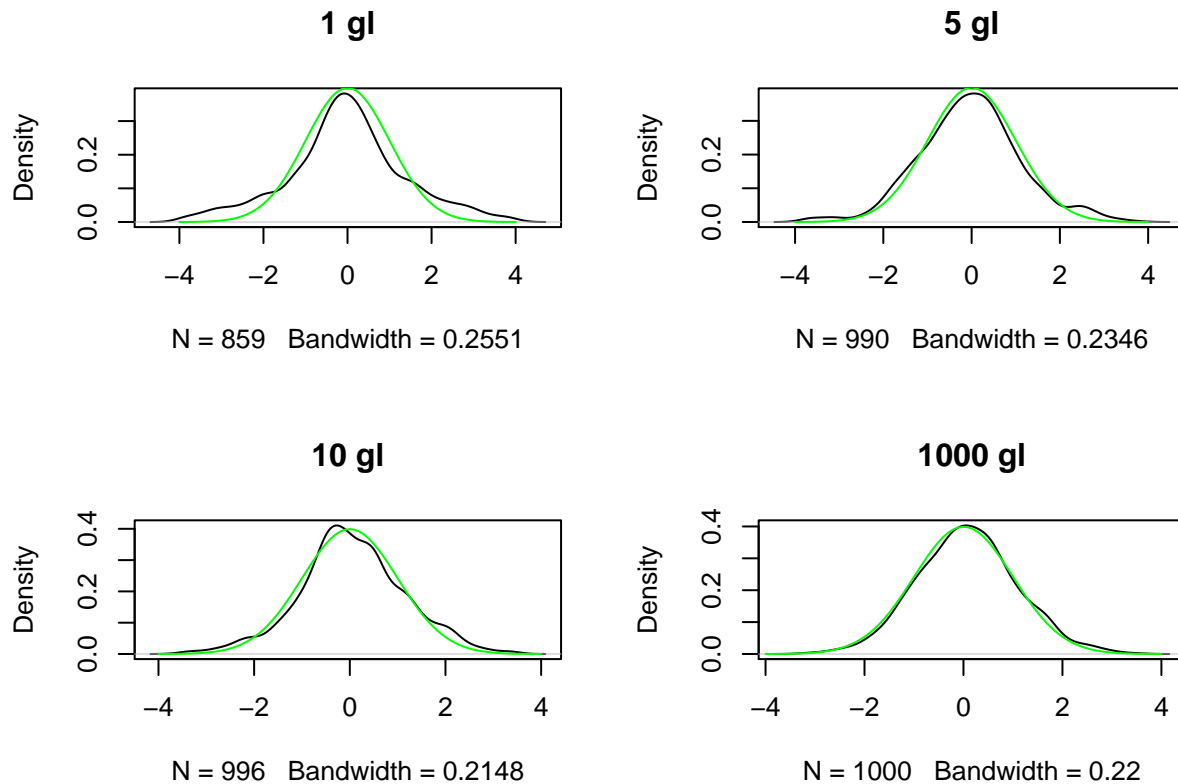 1 gl
Density
0.0
0.2
−4 −2 0 2 4
N = 859 Bandwidth = 0.2551
5 gl
Density
0.0
0.2
−4 −2 0 2 4
N = 990 Bandwidth = 0.2346
10 gl
Density
0.0
0.2
0.4
−4 −2 0 2 4
N = 996 Bandwidth = 0.2148
1000 gl
Density
0.0
0.2
0.4
−4 −2 0 2 4
N = 1000 Bandwidth = 0.22